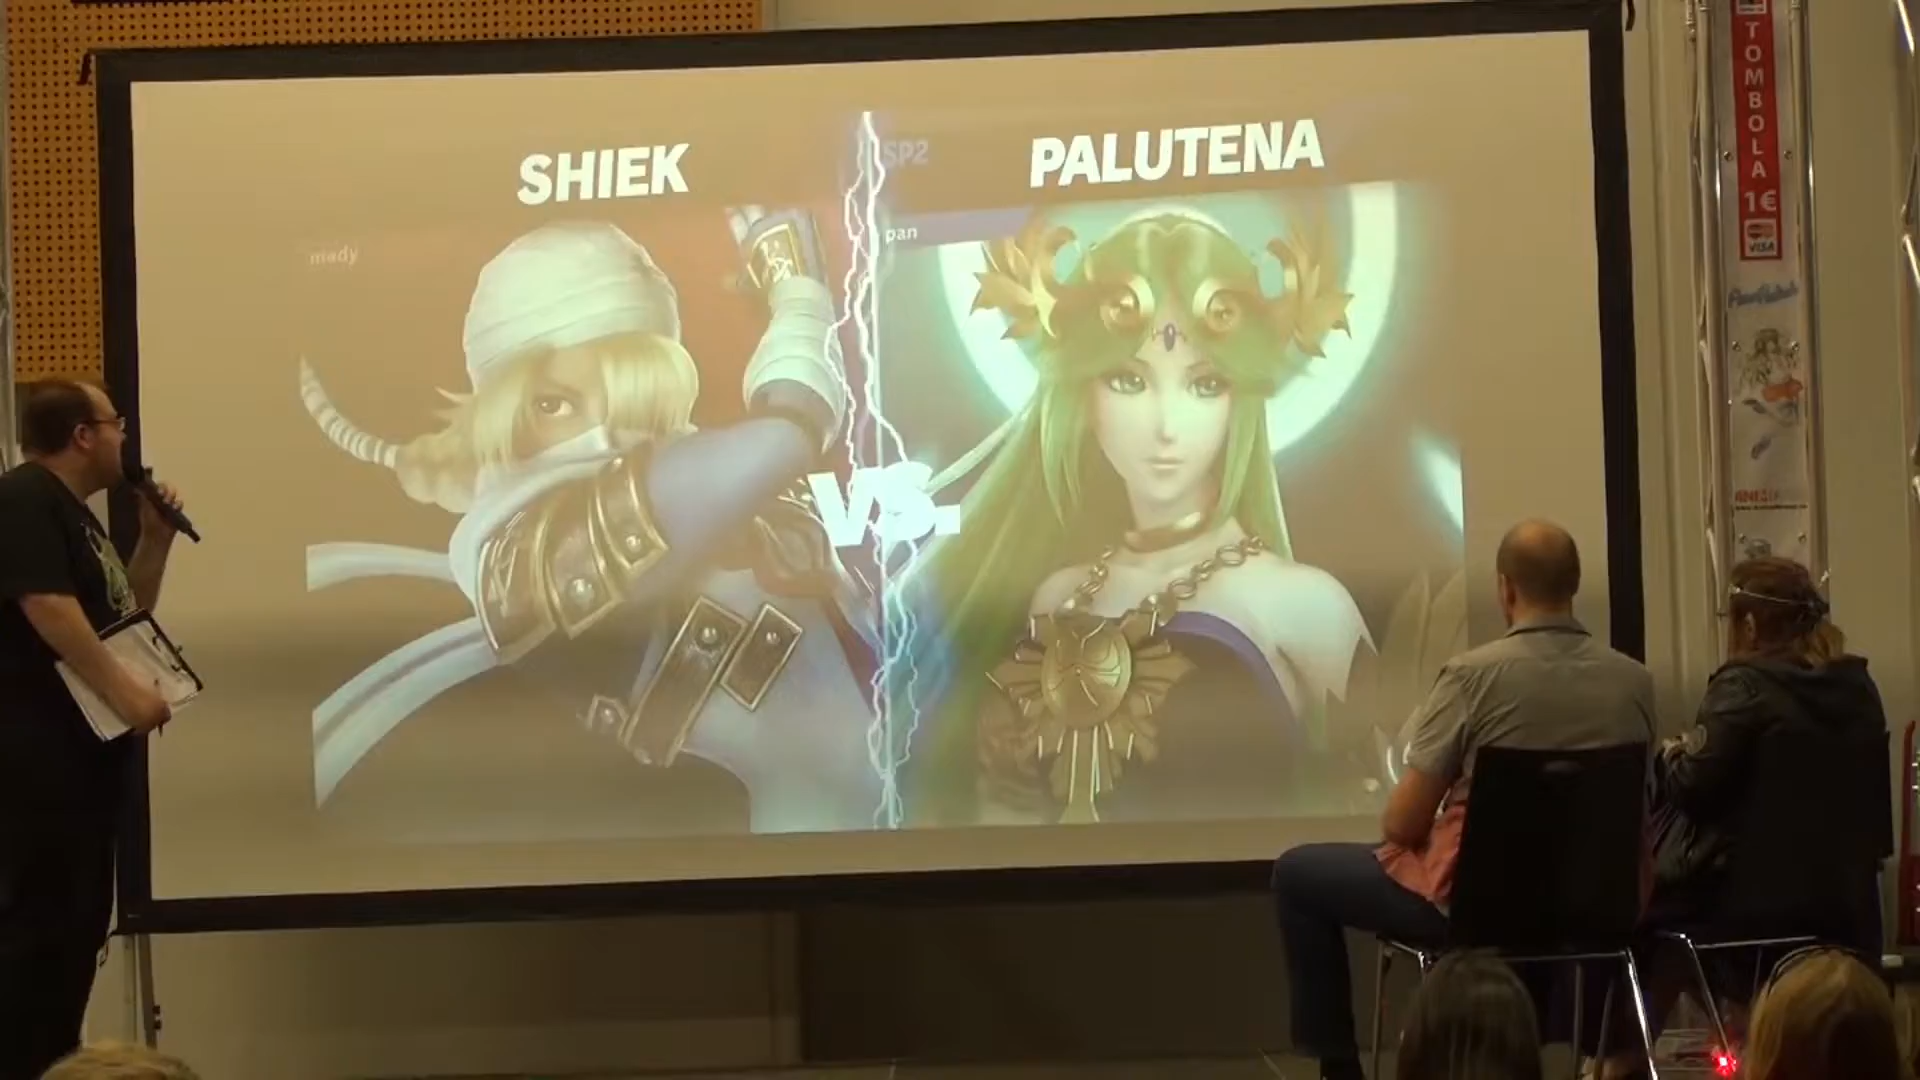 SHIEK
SP2
PALUTENA
mady
pan
VS.
TOMBOLA
1€
VISA